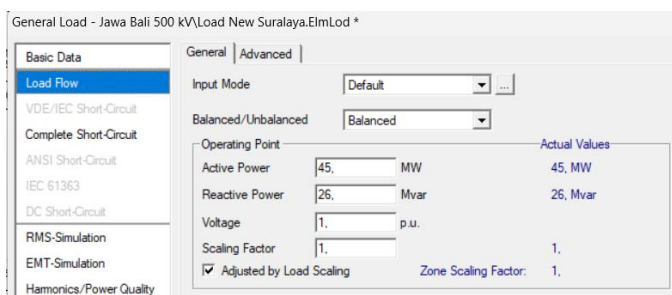 General Load - Jawa Bali 500 kV\Load New Suralaya.ElmLod *
Basic Data
Load Flow
VDE/IEC Short-Circuit
Complete Short-Circuit
ANSI Short-Circuit
IEC 61363
DC Short-Circuit
RMS-Simulation
EMT-Simulation
Harmonics/Power Quality
General Advanced
Input Mode Default ...
Balanced/Unbalanced Balanced
Operating Point Actual Values
Active Power 45, MW 45, MW
Reactive Power 26, Mvar 26, Mvar
Voltage 1, p.u.
Scaling Factor 1, 1,
Adjusted by Load Scaling Zone Scaling Factor: 1,